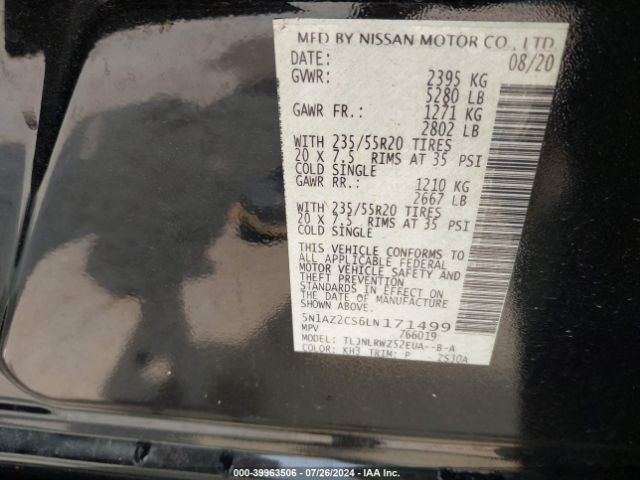 MFD BY NISSAN MOTOR CO., LTD.
DATE: 08/20
GVWR: 2395 KG
5280 LB
GAWR FR.: 1271 KG
2802 LB
WITH 235/55R20 TIRES
20 X 7.5 RIMS AT 35 PSI
COLD SINGLE
GAWR RR.: 1210 KG
2667 LB
WITH 235/55R20 TIRES
20 X 7.5 RIMS AT 35 PSI
COLD SINGLE
THIS VEHICLE CONFORMS TO
ALL APPLICABLE FEDERAL
MOTOR VEHICLE SAFETY AND
THEFT PREVENTION
STANDARDS IN EFFECT ON
THE DATE OF MANUFACTURE
5N1AZ2CS6LN171499
MPV 766019
MODEL: TLJNLRWZ52EUA--B-A
COLOR: KH3 TRIM: P ZS30A
© 39963506 - 07/26/2024 - IAA Inc.